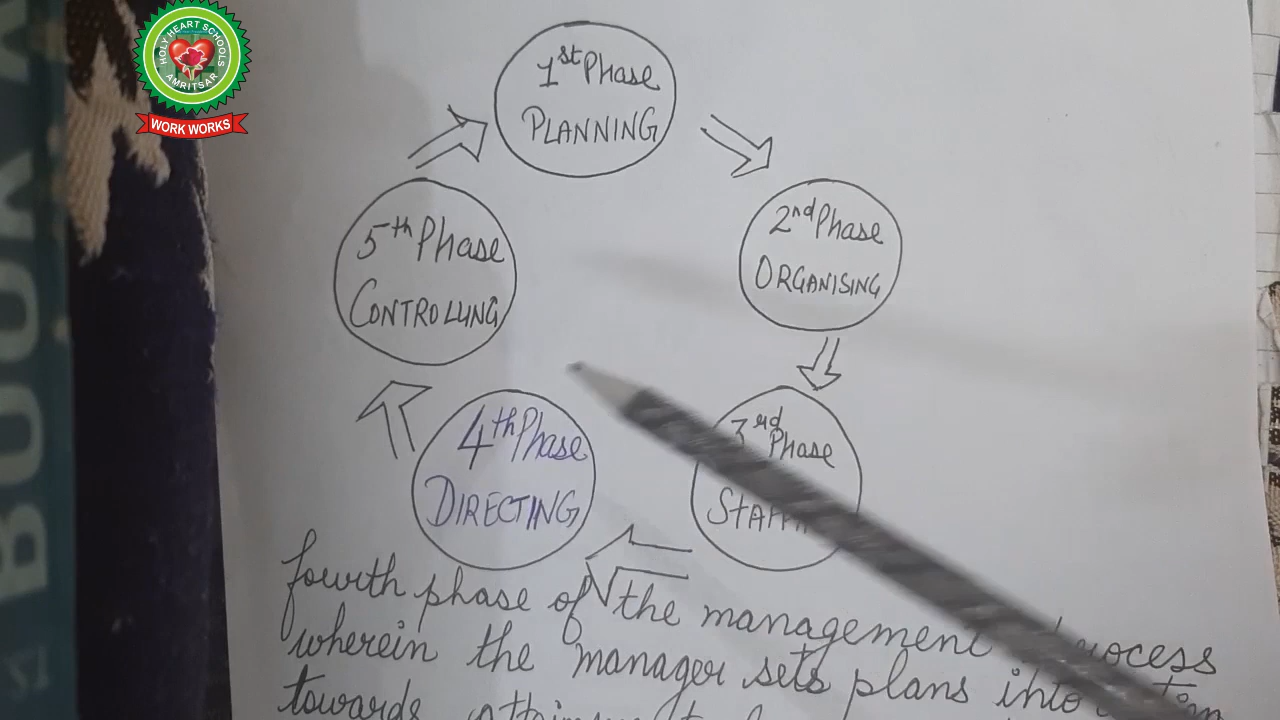 HOLY HEART SCHOOLS
AMRITSAR
WORK WORKS
1st Phase
PLANNING
2nd Phase
ORGANISING
3rd Phase
4th Phase
DIRECTING
5th Phase
CONTROLLING
fourth phase of the management process
wherein the manager sets plans into
towards